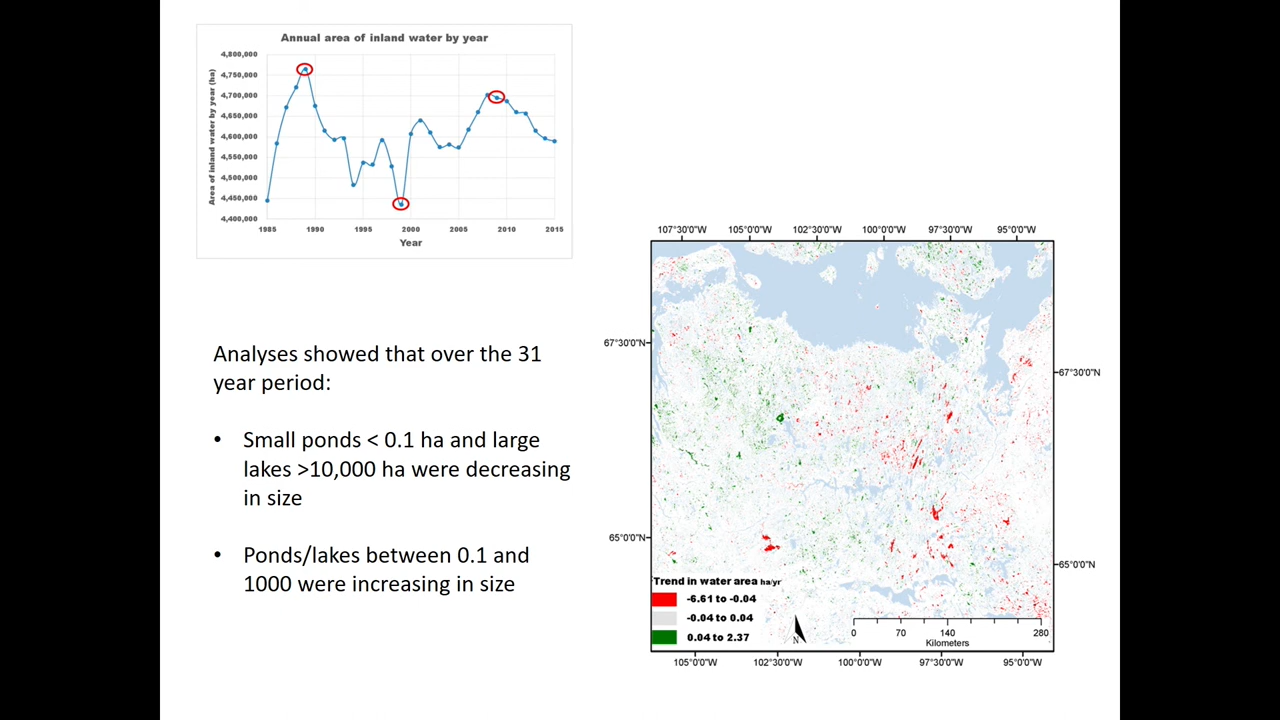 Annual area of inland water by year
Area of inland water by year (ha)
4,800,000
4,750,000
4,700,000
4,650,000
4,600,000
4,550,000
4,500,000
4,450,000
4,400,000
1985 1990 1995 2000 2005 2010 2015
Year
Analyses showed that over the 31
year period:
• Small ponds < 0.1 ha and large
lakes >10,000 ha were decreasing
in size
• Ponds/lakes between 0.1 and
1000 were increasing in size
107°30'0"W 105°0'0"W 102°30'0"W 100°0'0"W 97°30'0"W 95°0'0"W
67°30'0"N
67°30'0"N
65°0'0"N
65°0'0"N
Trend in water area ha/yr
-6.61 to -0.04
-0.04 to 0.04
0.04 to 2.37
N
0 70 140 280
Kilometers
105°0'0"W 102°30'0"W 100°0'0"W 97°30'0"W 95°0'0"W